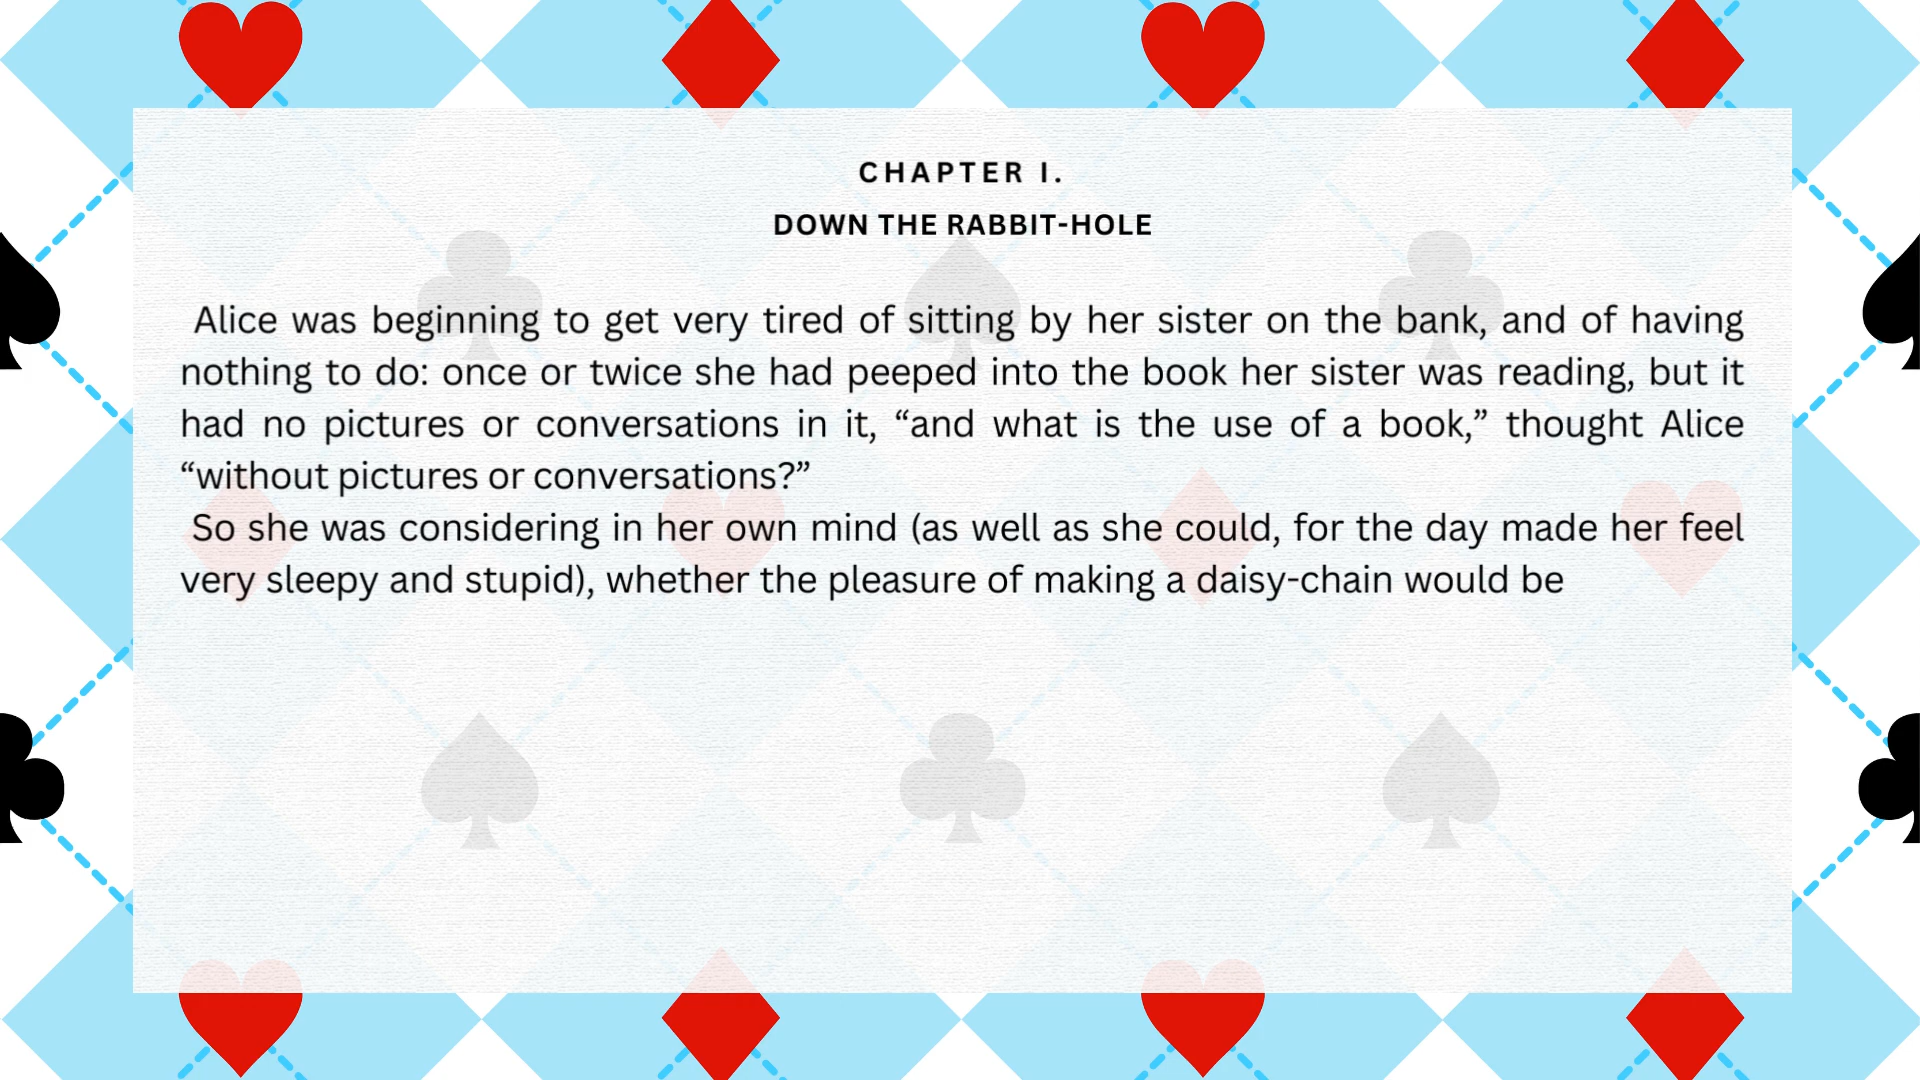 CHAPTER I.
DOWN THE RABBIT-HOLE
Alice was beginning to get very tired of sitting by her sister on the bank, and of having
nothing to do: once or twice she had peeped into the book her sister was reading, but it
had no pictures or conversations in it, “and what is the use of a book,” thought Alice
“without pictures or conversations?”
So she was considering in her own mind (as well as she could, for the day made her feel
very sleepy and stupid), whether the pleasure of making a daisy-chain would be